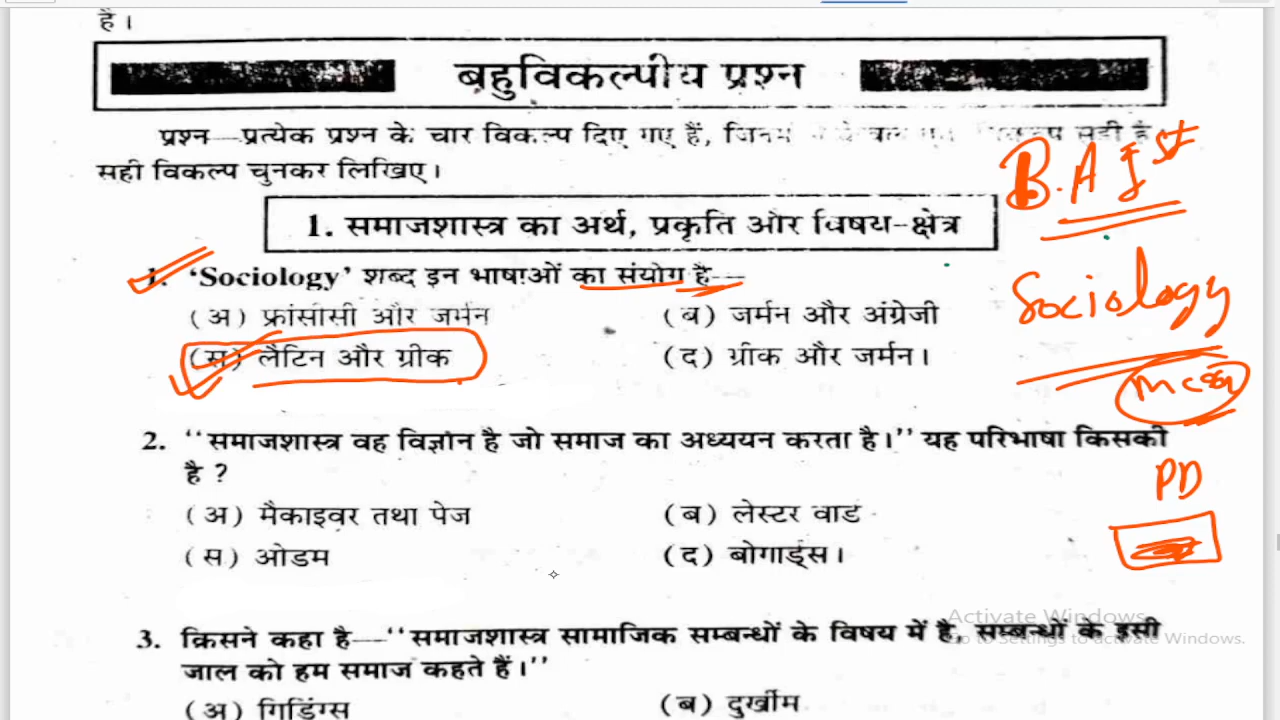 है।
बहुविकल्पीय प्रश्न
प्रश्न—प्रत्येक प्रश्न के चार विकल्प दिए गए हैं, सही है
सही विकल्प चुनकर लिखिए।
B.A Ist
1. समाजशास्त्र का अर्थ, प्रकृति और विषय-क्षेत्र
1. 'Sociology' शब्द इन भाषाओं का संयोग है—
Sociology
(अ) फ्रांसीसी और जर्मन (ब) जर्मन और अंग्रेजी
(स) लैटिन और ग्रीक (द) ग्रीक और जर्मन।
2. ''समाजशास्त्र वह विज्ञान है जो समाज का अध्ययन करता है।'' यह परिभाषा किसकी
है ?
PD
(अ) मैकाइवर तथा पेज (ब) लेस्टर वार्ड
(स) ओडम (द) बोगार्ड्स।
Activate Windows
Go to Settings to activate Windows.
3. किसने कहा है—''समाजशास्त्र सामाजिक सम्बन्धों के विषय में है, सम्बन्धों के इसी
जाल को हम समाज कहते हैं।''
(अ) गिडिंग्स (ब) दुर्खीम